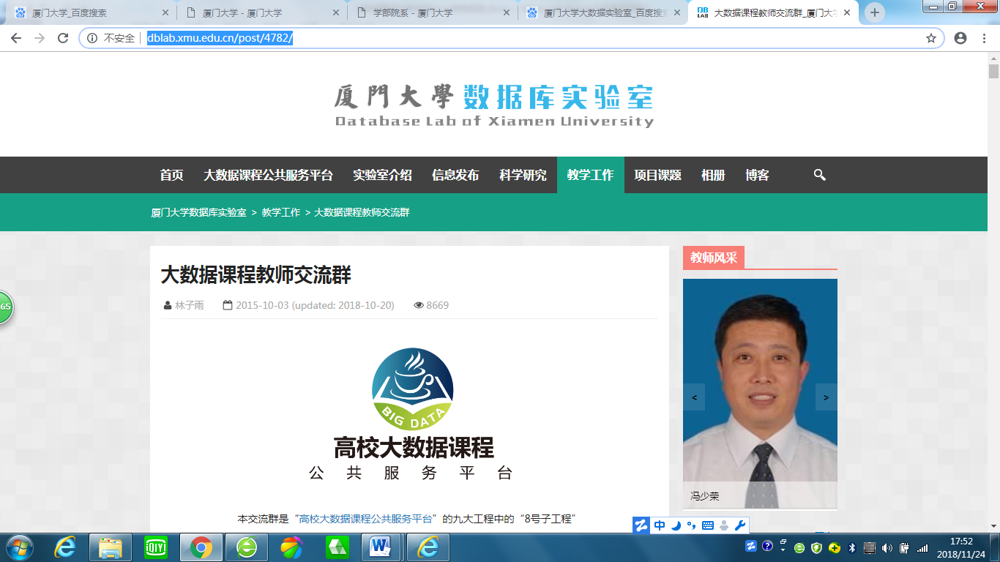 厦门大学_百度搜索
厦门大学 - 厦门大学
学部院系 - 厦门大学
厦门大学大数据实验室_百度搜
DB LAB
大数据课程教师交流群_厦门大
不安全
dblab.xmu.edu.cn/post/4782/
厦門大學 数据库实验室
Database Lab of Xiamen University
首页 大数据课程公共服务平台 实验室介绍 信息发布 科学研究 教学工作 项目课题 相册 博客
厦门大学数据库实验室 > 教学工作 > 大数据课程教师交流群
大数据课程教师交流群
林子雨 2015-10-03 (updated: 2018-10-20) 8669
BIG DATA
高校大数据课程
公共服务平台
本交流群是“高校大数据课程公共服务平台”的九大工程中的“8号子工程”
教师风采
<
>
冯少荣
65
中
iQIY
17:52
2018/11/24